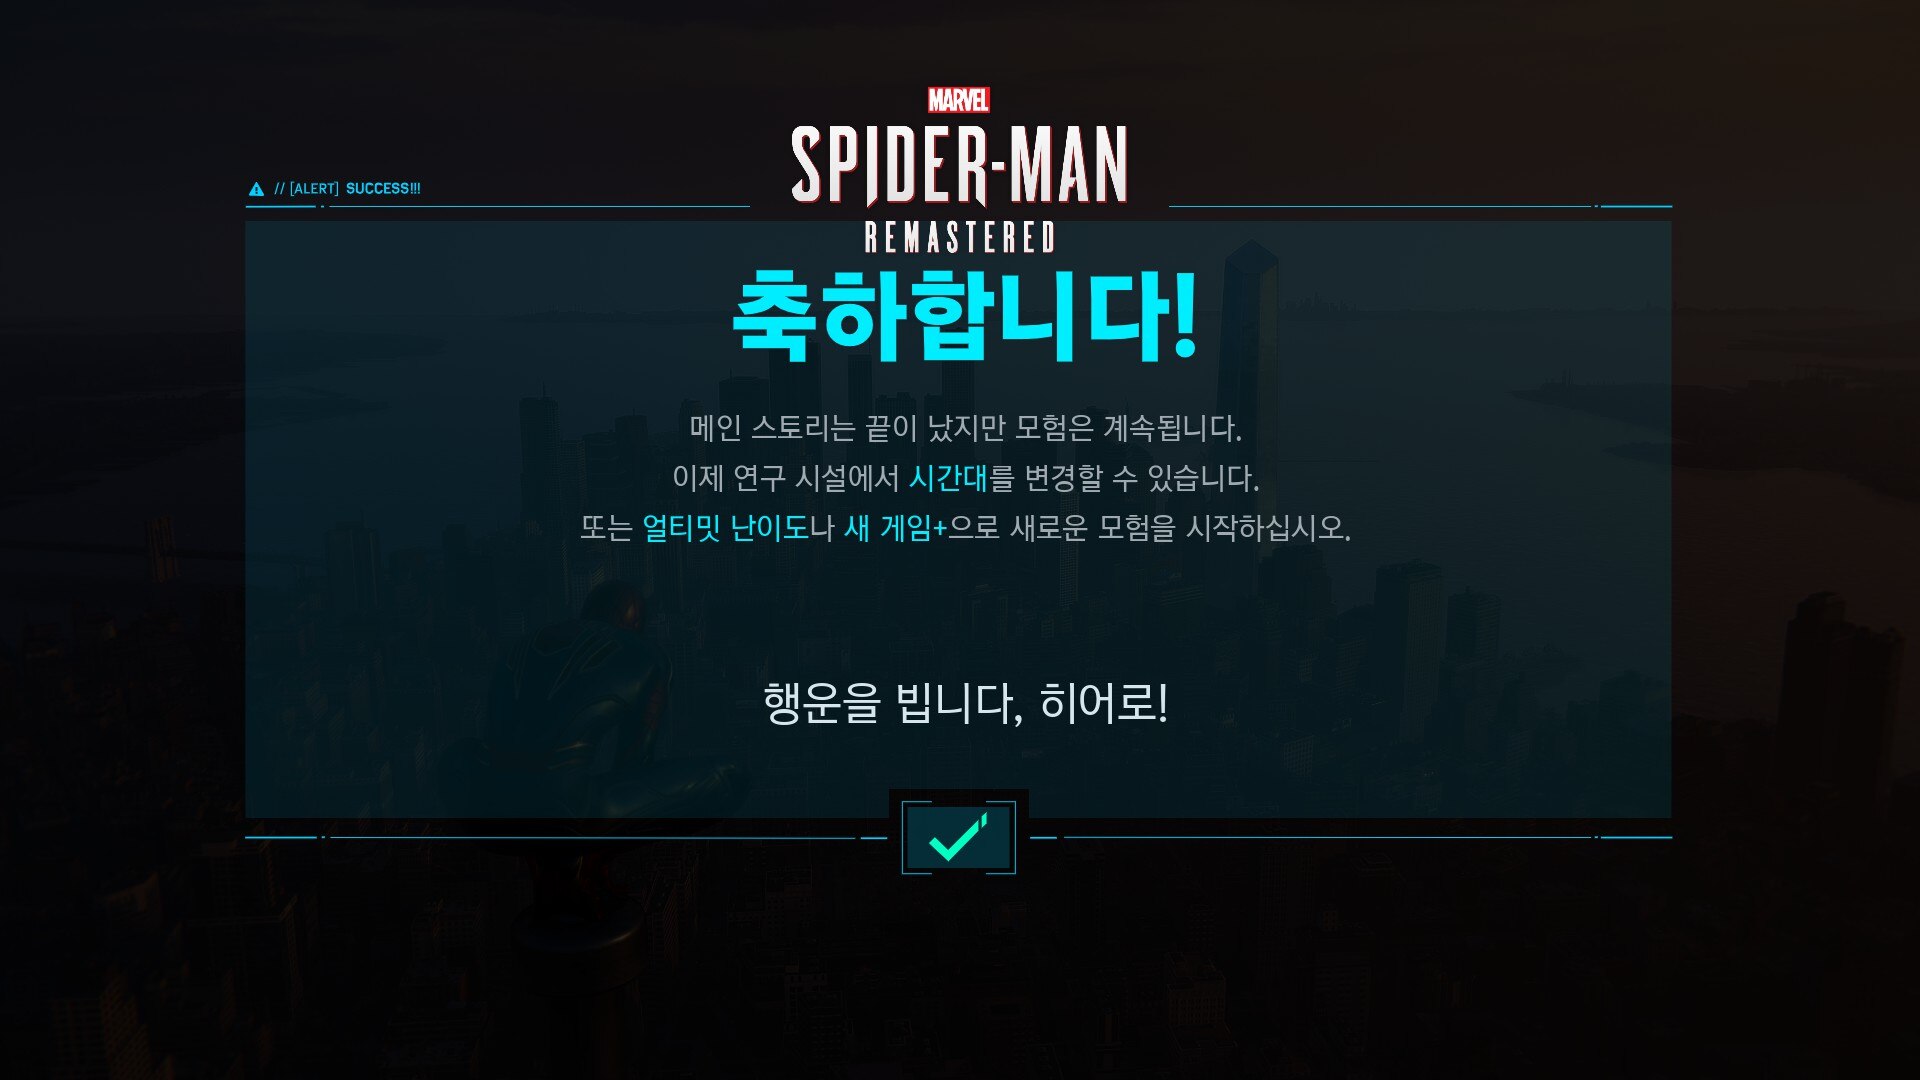 MARVEL
SPIDER-MAN
REMASTERED
// [ALERT] SUCCESS!!!
축하합니다!
메인 스토리는 끝이 났지만 모험은 계속됩니다.
이제 연구 시설에서 시간대를 변경할 수 있습니다.
또는 얼티밋 난이도나 새 게임+으로 새로운 모험을 시작하십시오.
행운을 빕니다, 히어로!